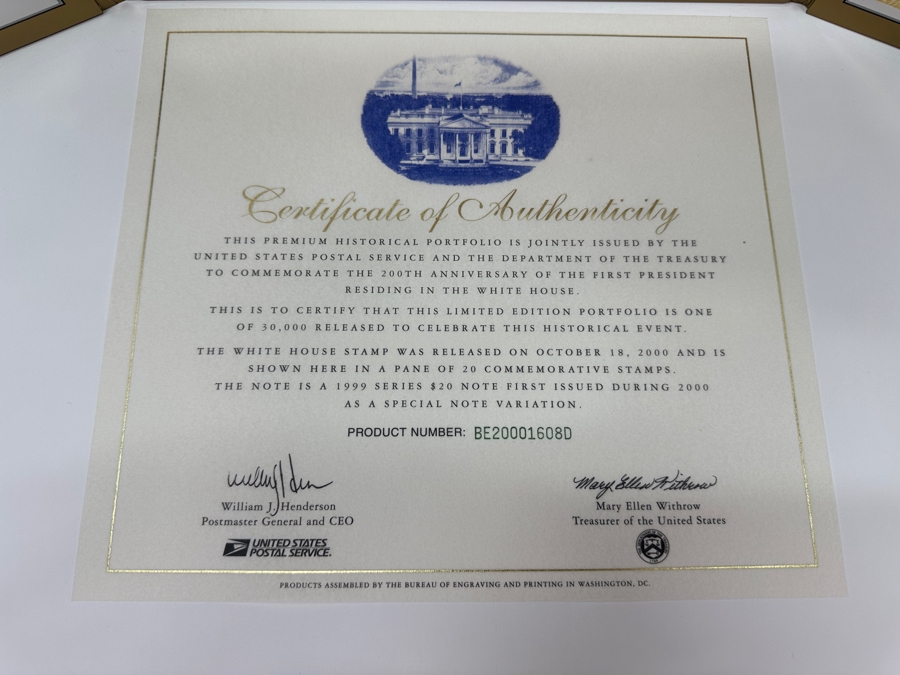 Certificate of Authenticity
THIS PREMIUM HISTORICAL PORTFOLIO IS JOINTLY ISSUED BY THE
UNITED STATES POSTAL SERVICE AND THE DEPARTMENT OF THE TREASURY
TO COMMEMORATE THE 200TH ANNIVERSARY OF THE FIRST PRESIDENT
RESIDING IN THE WHITE HOUSE.
THIS IS TO CERTIFY THAT THIS LIMITED EDITION PORTFOLIO IS ONE
OF 30,000 RELEASED TO CELEBRATE THIS HISTORICAL EVENT.
THE WHITE HOUSE STAMP WAS RELEASED ON OCTOBER 18, 2000 AND IS
SHOWN HERE IN A PANE OF 20 COMMEMORATIVE STAMPS.
THE NOTE IS A 1999 SERIES $20 NOTE FIRST ISSUED DURING 2000
AS A SPECIAL NOTE VARIATION.
PRODUCT NUMBER: BE20001608D
William J. Henderson
Postmaster General and CEO
UNITED STATES
POSTAL SERVICE.
Mary Ellen Withrow
Mary Ellen Withrow
Treasurer of the United States
PRODUCTS ASSEMBLED BY THE BUREAU OF ENGRAVING AND PRINTING IN WASHINGTON, DC.